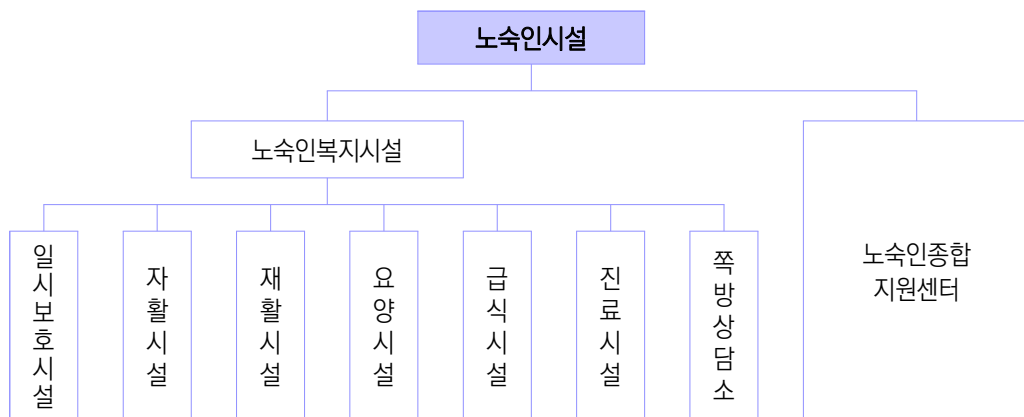 노숙인시설
노숙인복지시설
일시보호시설
자활시설
재활시설
요양시설
급식시설
진료시설
쪽방상담소
노숙인종합
지원센터